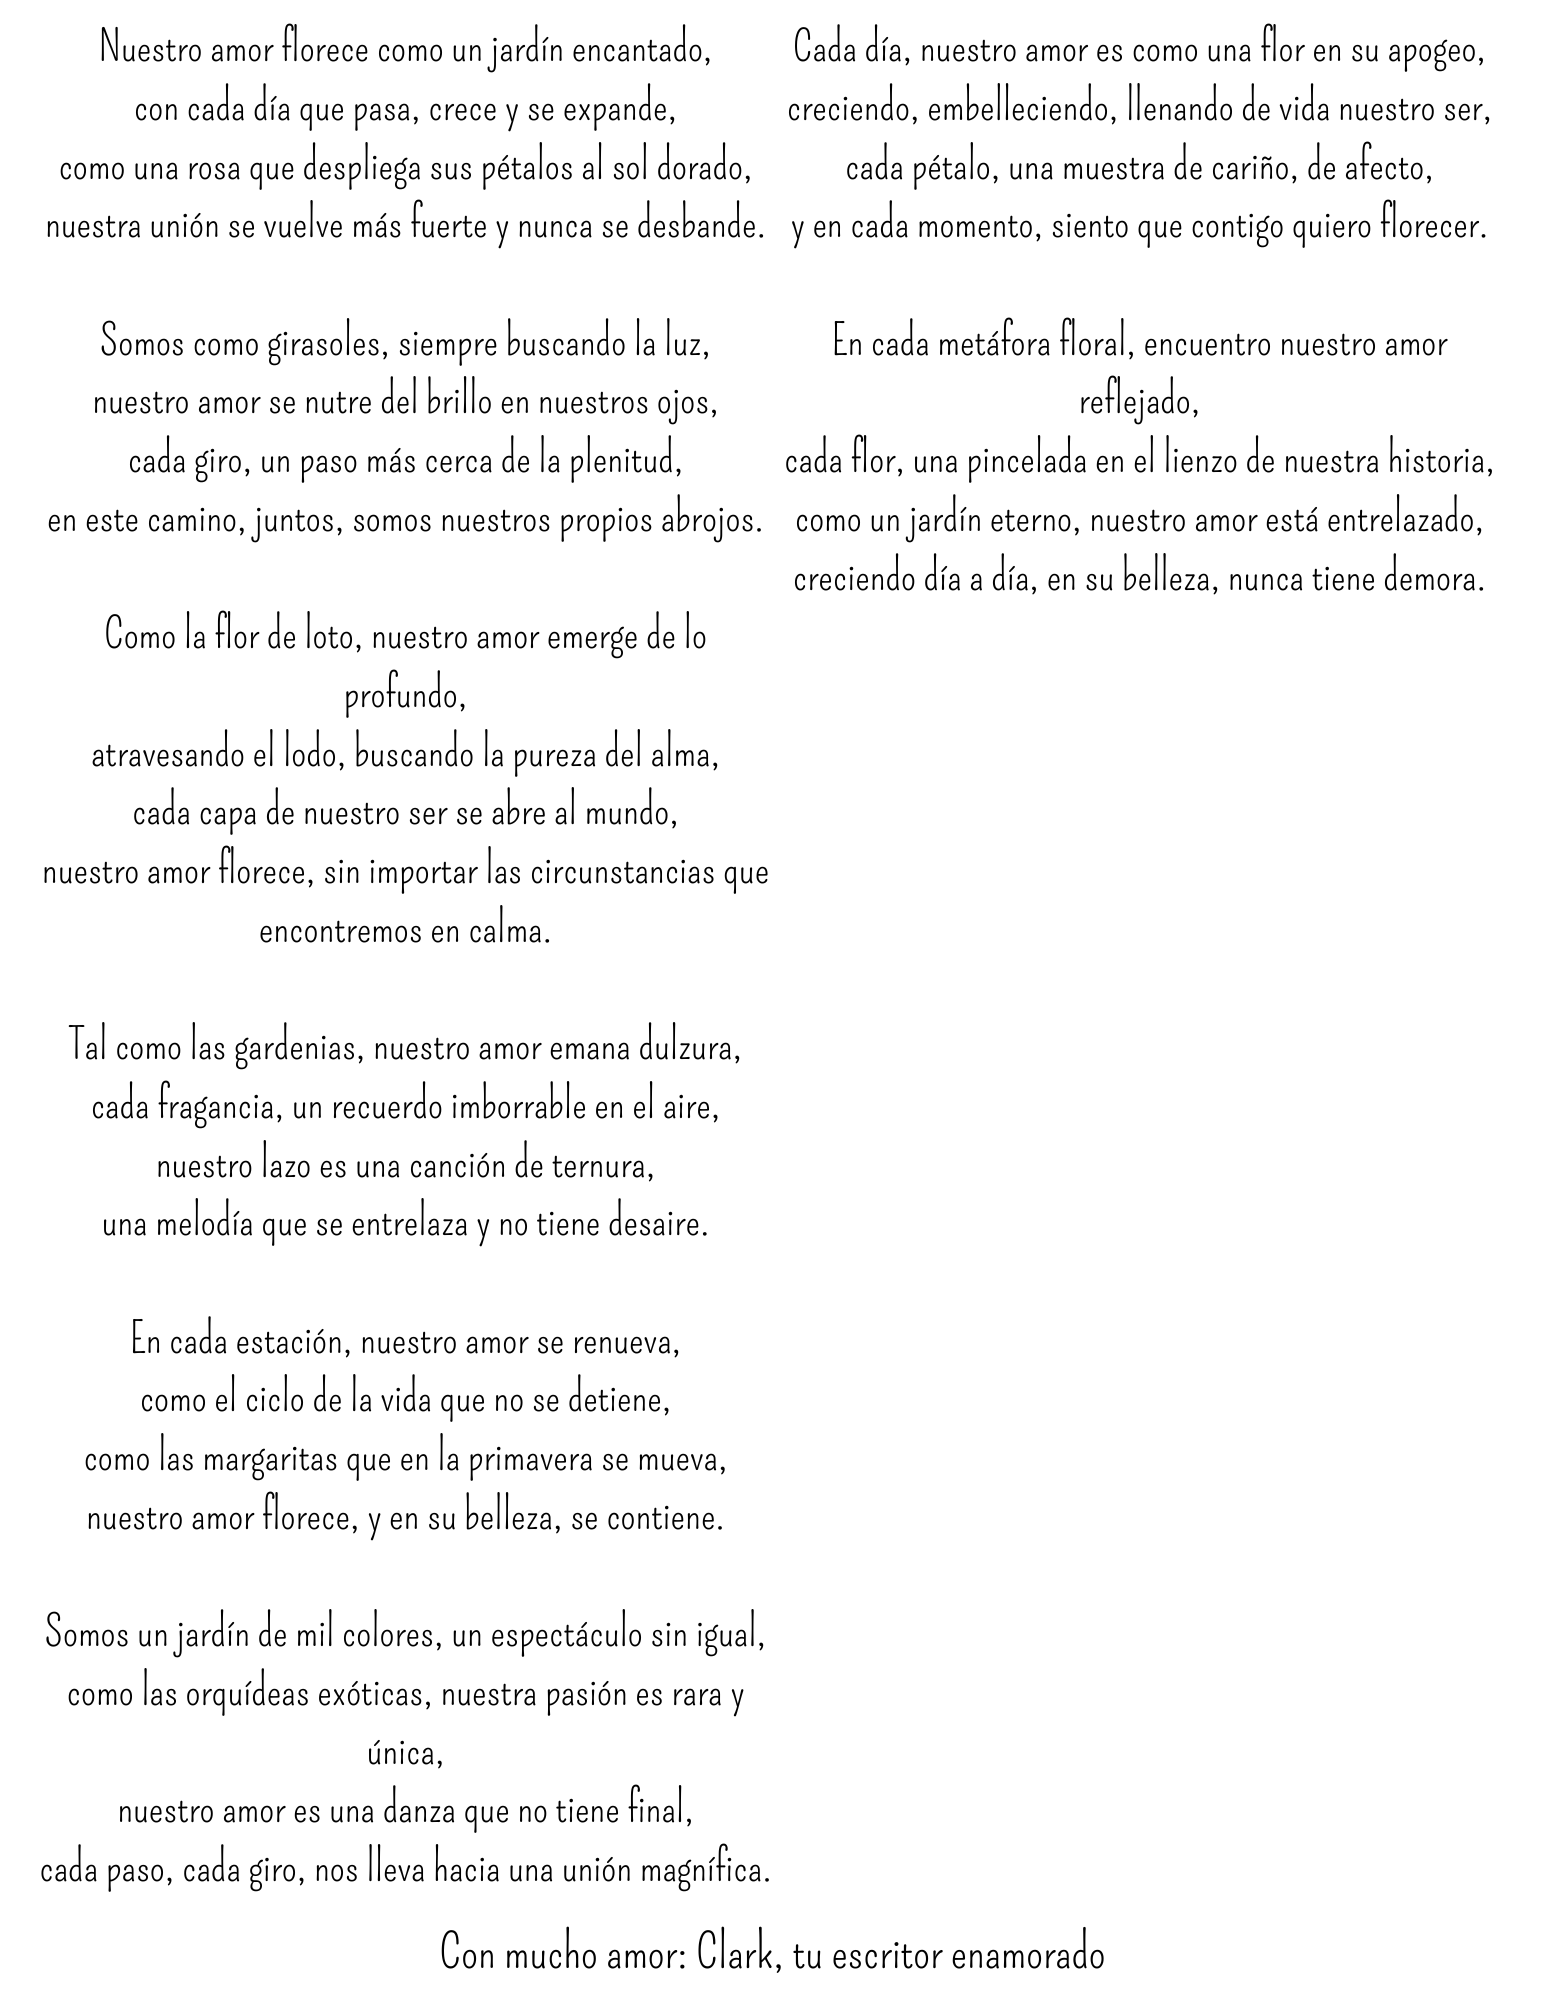 Nuestro amor florece como un jardín encantado,
con cada día que pasa, crece y se expande,
como una rosa que despliega sus pétalos al sol dorado,
nuestra unión se vuelve más fuerte y nunca se desbande.
Somos como girasoles, siempre buscando la luz,
nuestro amor se nutre del brillo en nuestros ojos,
cada giro, un paso más cerca de la plenitud,
en este camino, juntos, somos nuestros propios abrojos.
Como la flor de loto, nuestro amor emerge de lo
profundo,
atravesando el lodo, buscando la pureza del alma,
cada capa de nuestro ser se abre al mundo,
nuestro amor florece, sin importar las circunstancias que
encontremos en calma.
Tal como las gardenias, nuestro amor emana dulzura,
cada fragancia, un recuerdo imborrable en el aire,
nuestro lazo es una canción de ternura,
una melodía que se entrelaza y no tiene desaire.
En cada estación, nuestro amor se renueva,
como el ciclo de la vida que no se detiene,
como las margaritas que en la primavera se mueva,
nuestro amor florece, y en su belleza, se contiene.
Somos un jardín de mil colores, un espectáculo sin igual,
como las orquídeas exóticas, nuestra pasión es rara y
única,
nuestro amor es una danza que no tiene final,
cada paso, cada giro, nos lleva hacia una unión magnífica.
Cada día, nuestro amor es como una flor en su apogeo,
creciendo, embelleciendo, llenando de vida nuestro ser,
cada pétalo, una muestra de cariño, de afecto,
y en cada momento, siento que contigo quiero florecer.
En cada metáfora floral, encuentro nuestro amor
reflejado,
cada flor, una pincelada en el lienzo de nuestra historia,
como un jardín eterno, nuestro amor está entrelazado,
creciendo día a día, en su belleza, nunca tiene demora.
Con mucho amor: Clark, tu escritor enamorado